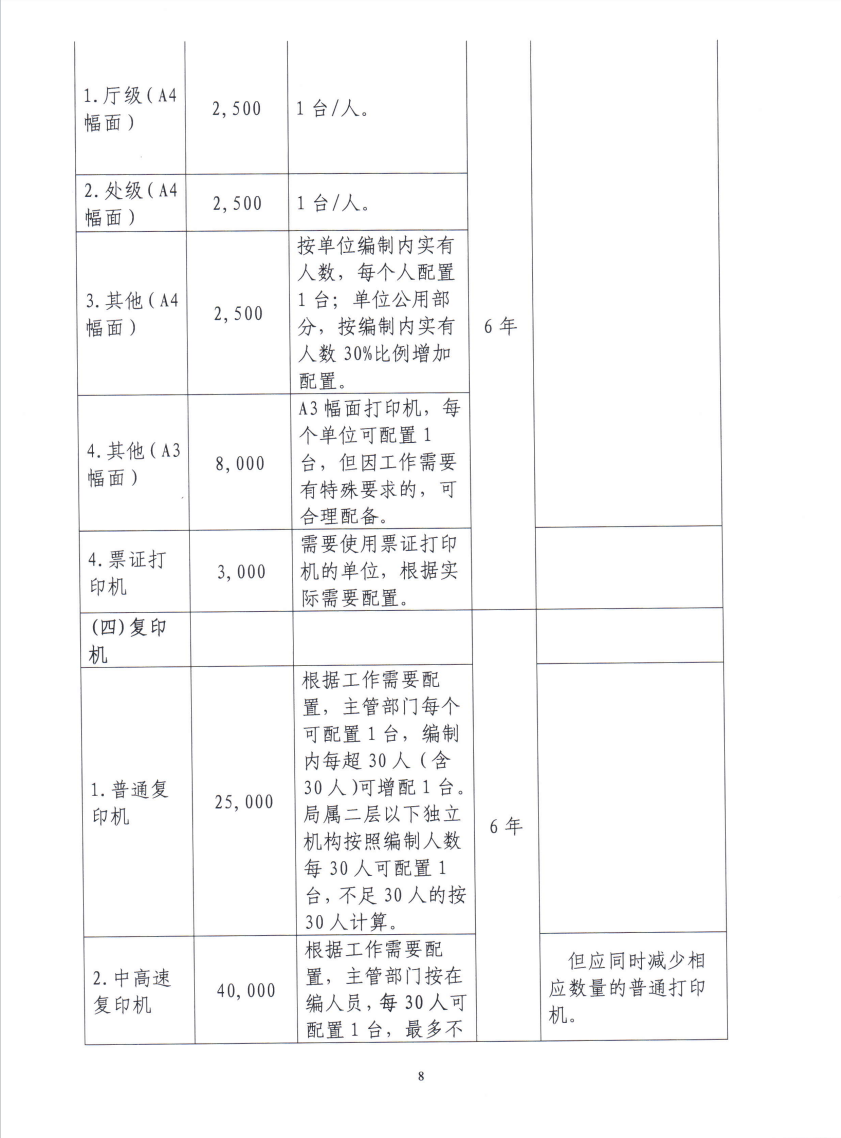 1.厅级(A4
幅面)
2,500
1台/人。
2.处级(A4
幅面)
2,500
1台/人。
3.其他(A4
幅面)
2,500
按单位编制内实有
人数，每个人配置
1台；单位公用部
分，按编制内实有
人数30%比例增加
配置。
6年
4.其他(A3
幅面)
8,000
A3幅面打印机，每
个单位可配置1
台，但因工作需要
有特殊要求的，可
合理配备。
4.票证打
印机
3,000
需要使用票证打印
机的单位，根据实
际需要配置。
(四)复印
机
1.普通复
印机
25,000
根据工作需要配
置，主管部门每个
可配置1台，编制
内每超30人（含
30人)可增配1台。
局属二层以下独立
机构按照编制人数
每30人可配置1
台,不足30人的按
30人计算。
6年
2.中高速
复印机
40,000
根据工作需要配
置，主管部门按在
编人员,每30人可
配置1台，最多不
但应同时减少相
应数量的普通打印
机。
8